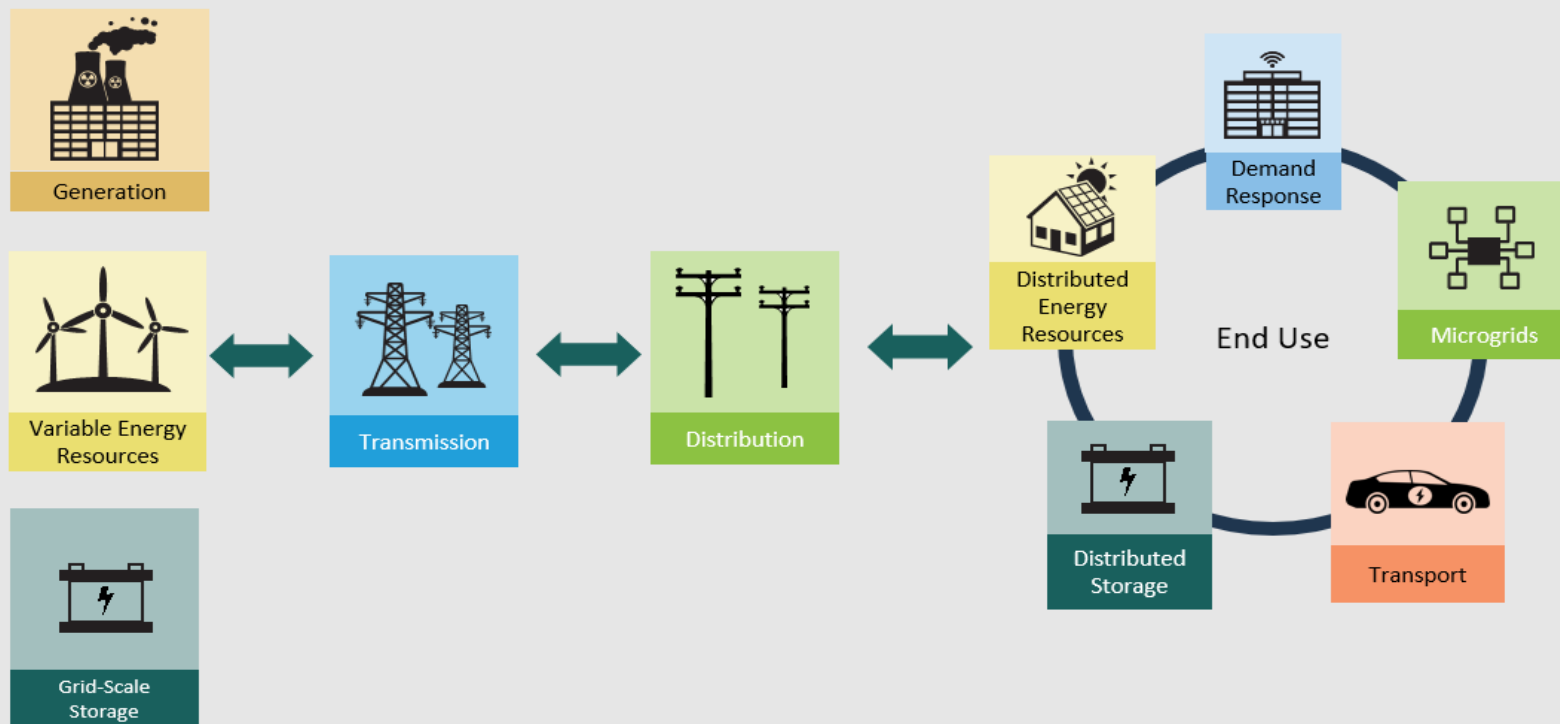 Generation
Variable Energy
Resources
Grid-Scale
Storage
Transmission
Distribution
Demand
Response
Distributed
Energy
Resources
Microgrids
End Use
Distributed
Storage
Transport